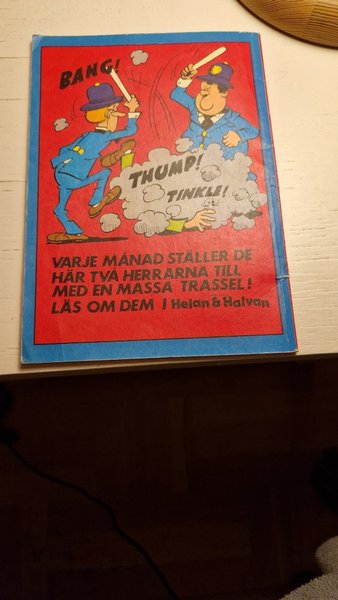 BANG!
THUMP!
TINKLE!
VARJE MÅNAD STÄLLER DE
HÄR TVÅ HERRARNA TILL
MED EN MASSA TRASSEL!
LÄS OM DEM I Helan & Halvan